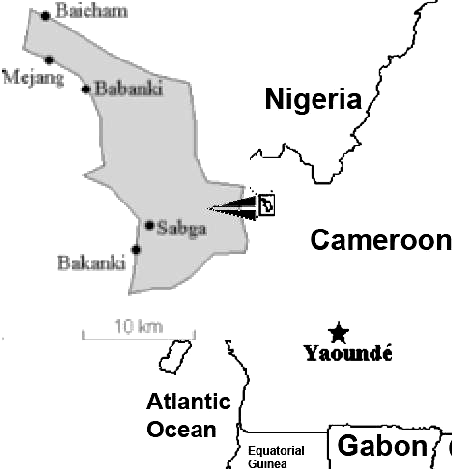 Baicham
Mejang
Babanki
Nigeria
Sabga
Cameroon
Bakanki
10 km
Yaoundé
Atlantic
Ocean
Equatorial
Guinea
Gabon